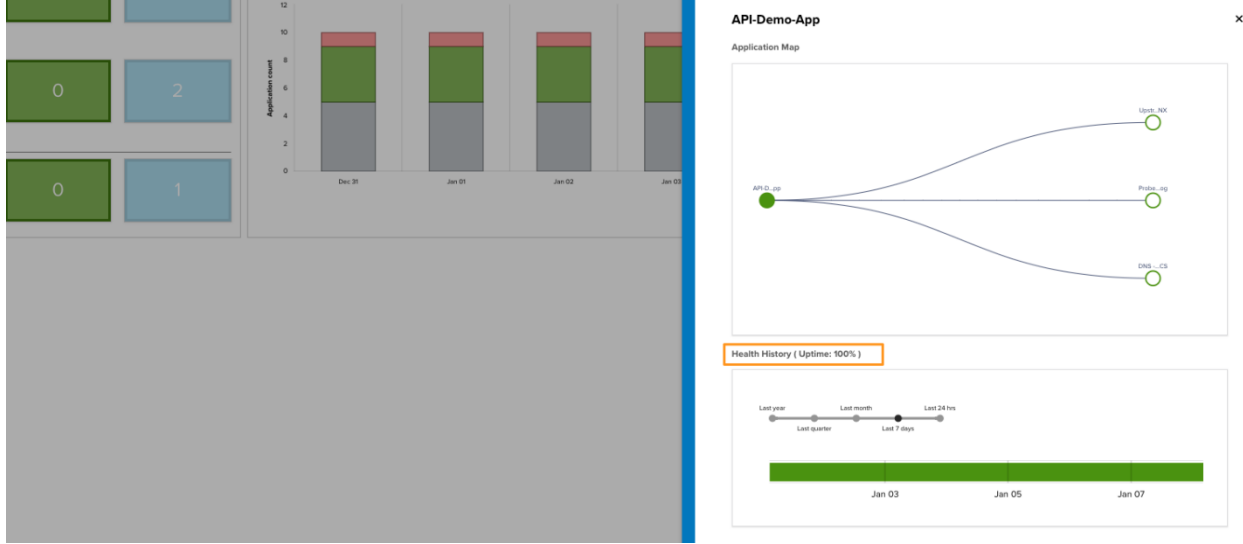 0
2
0
1
Application count
12
10
8
6
4
2
0
Dec 31
Jan 01
Jan 02
Jan 03
API-Demo-App
×
Application Map
Upstr...NX
API-D...pp
Probe...og
DNS -...CS
Health History ( Uptime: 100% )
Last year
Last month
Last 24 hrs
Last quarter
Last 7 days
Jan 03
Jan 05
Jan 07